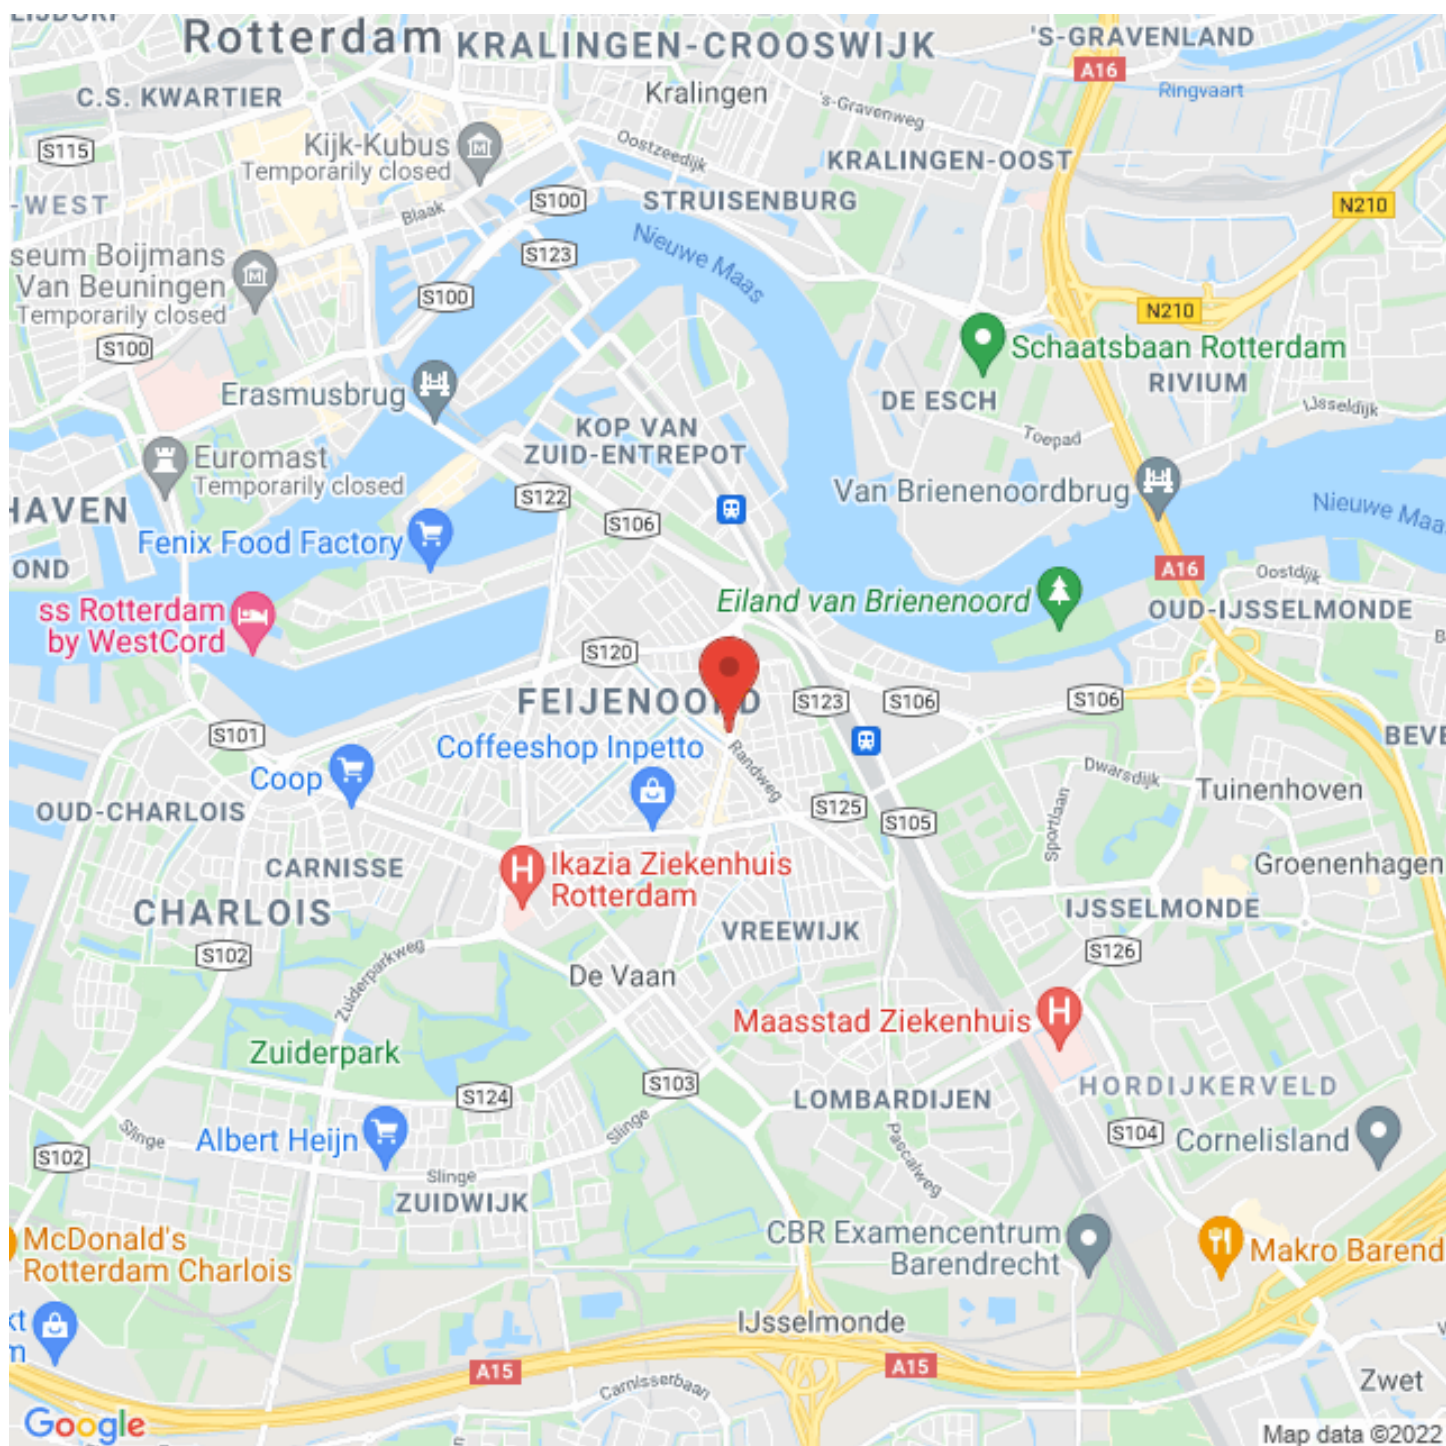 Rotterdam
KRALINGEN-CROOSWIJK
'S-GRAVENLAND
A16
Ringvaart
C.S. KWARTIER
Kralingen
's-Gravenweg
S115
Kijk-Kubus
Temporarily closed
Oostzeedijk
KRALINGEN-OOST
-WEST
Blaak
S100
STRUISENBURG
N210
seum Boijmans
Van Beuningen
Temporarily closed
S123
Nieuwe Maas
S100
N210
S100
Schaatsbaan Rotterdam
RIVIUM
Erasmusbrug
DE ESCH
IJsseldijk
KOP VAN
ZUID-ENTREPOT
Toepad
Euromast
Temporarily closed
Van Brienenoordbrug
S122
HAVEN
S106
Nieuwe Maa
Fenix Food Factory
OND
A16
Oostdijk
ss Rotterdam
by WestCord
Eiland van Brienenoord
OUD-IJSSELMONDE
B
S120
FEIJENOORD
S123
S106
S106
S101
Coffeeshop Inpetto
Randweg
BEVE
Coop
Dwarsdijk
Tuinenhoven
OUD-CHARLOIS
S125
S105
Sportlaan
CARNISSE
Ikazia Ziekenhuis
Rotterdam
Groenenhagen
CHARLOIS
VREEWIJK
IJSSELMONDE
S102
Zuiderparkweg
De Vaan
S126
Maasstad Ziekenhuis
Zuiderpark
S103
HORDIJKERVELD
S124
LOMBARDIJEN
Slinge
Albert Heijn
Slinge
Pascalweg
S104
Cornelisland
S102
Slinge
ZUIDWIJK
McDonald's
Rotterdam Charlois
CBR Examencentrum
Barendrecht
Makro Barend
kt
m
IJsselmonde
A15
A15
Carnisserbaan
Zwet
Google
Map data ©2022